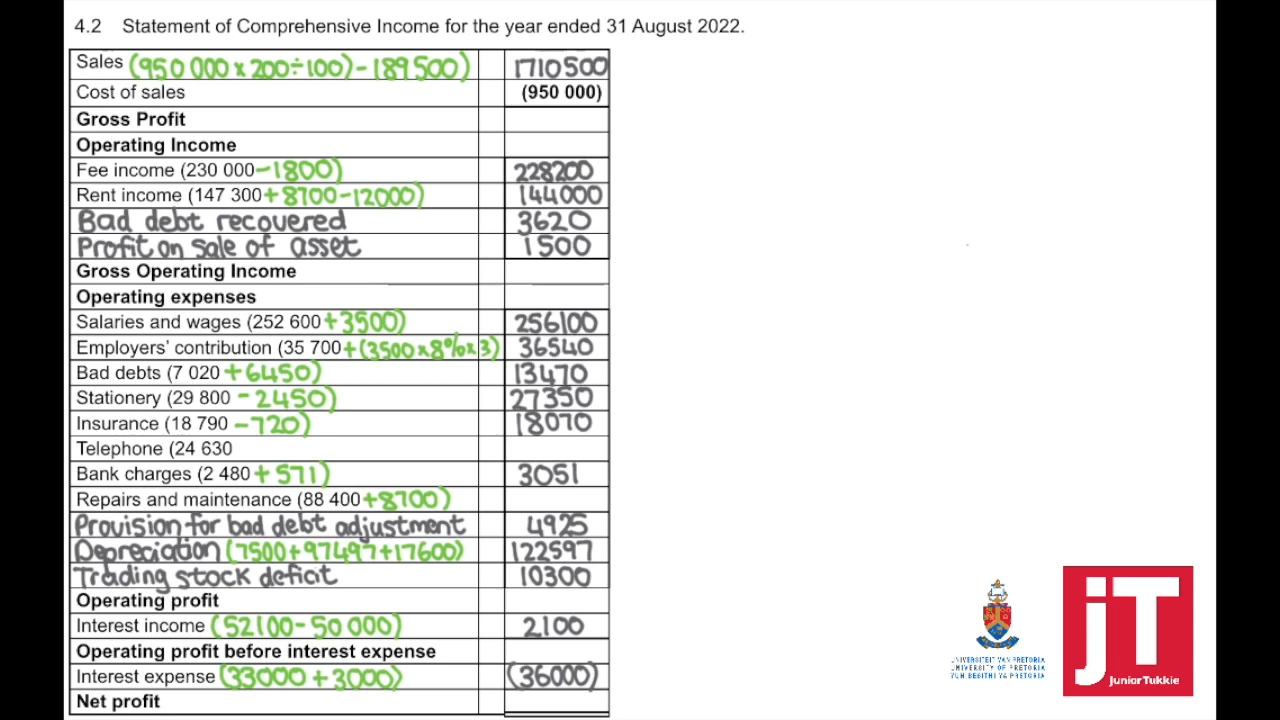 4.2 Statement of Comprehensive Income for the year ended 31 August 2022.
Sales (950 000 x 200÷100) - 189 500) 1710500
Cost of sales (950 000)
Gross Profit
Operating Income
Fee income (230 000 - 1800) 228200
Rent income (147 300 + 8700 - 12000) 144000
Bad debt recovered 3620
Profit on sale of asset 1500
Gross Operating Income
Operating expenses
Salaries and wages (252 600 + 3500) 256100
Employers' contribution (35 700 + (3500 x 8% x 3) 36540
Bad debts (7 020 + 6450) 13470
Stationery (29 800 - 2450) 27350
Insurance (18 790 - 720) 18070
Telephone (24 630
Bank charges (2 480 + 571) 3051
Repairs and maintenance (88 400 + 8700)
Provision for bad debt adjustment 4925
Depreciation (7500 + 97497 + 17600) 122597
Trading stock deficit 10300
Operating profit
Interest income (52100 - 50 000) 2100
Operating profit before interest expense
Interest expense (33000 + 3000) (36000)
Net profit
UNIVERSITEIT VAN PRETORIA
UNIVERSITY OF PRETORIA
YUNIBESITHI YA PRETORIA
jT
JuniorTukkie